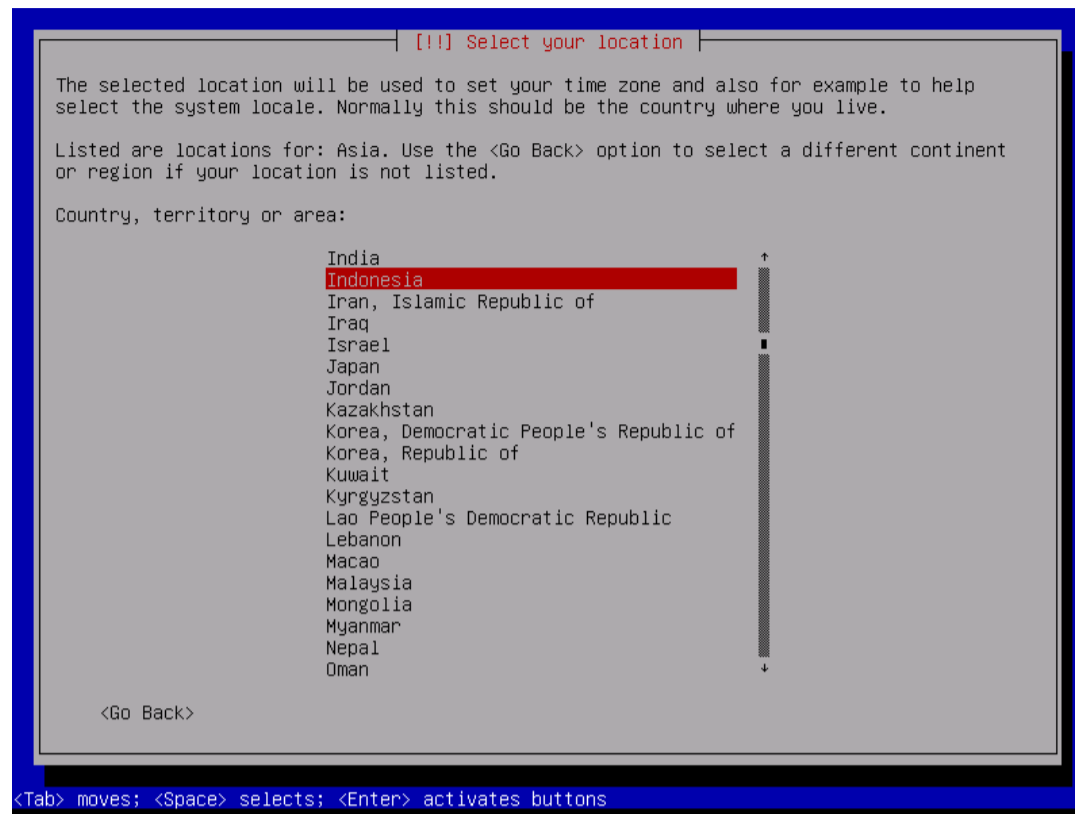 [!!] Select your location
The selected location will be used to set your time zone and also for example to help
select the system locale. Normally this should be the country where you live.
Listed are locations for: Asia. Use the <Go Back> option to select a different continent
or region if your location is not listed.
Country, territory or area:
India
Indonesia
Iran, Islamic Republic of
Iraq
Israel
Japan
Jordan
Kazakhstan
Korea, Democratic People's Republic of
Korea, Republic of
Kuwait
Kyrgyzstan
Lao People's Democratic Republic
Lebanon
Macao
Malaysia
Mongolia
Myanmar
Nepal
Oman
<Go Back>
<Tab> moves; <Space> selects; <Enter> activates buttons